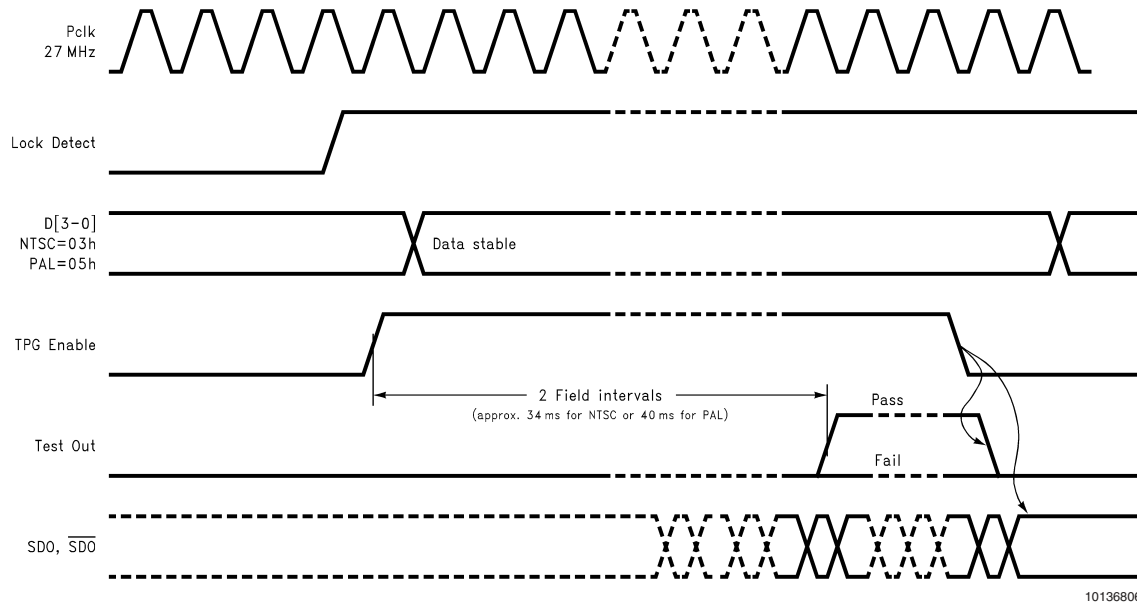 Pclk
27 MHz
Lock Detect
D[3-0]
NTSC=03h
PAL=05h
Data stable
TPG Enable
2 Field intervals
(approx. 34 ms for NTSC or 40 ms for PAL)
Pass
Test Out
Fail
SDO, S̅D̅O̅
10136806